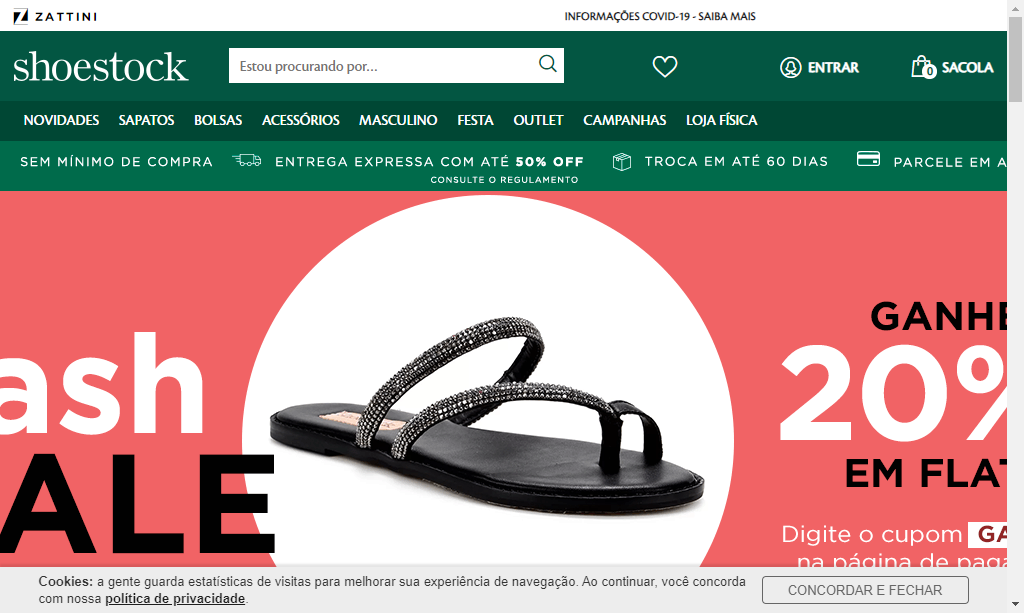 ZATTINI
INFORMAÇÕES COVID-19 - SAIBA MAIS
shoestock
Estou procurando por...
ENTRAR
0
SACOLA
NOVIDADES SAPATOS BOLSAS ACESSÓRIOS MASCULINO FESTA OUTLET CAMPANHAS LOJA FÍSICA
SEM MÍNIMO DE COMPRA
ENTREGA EXPRESSA COM ATÉ 50% OFF
CONSULTE O REGULAMENTO
TROCA EM ATÉ 60 DIAS
PARCELE EM A
ash
ALE
GANHE
20%
EM FLAT
Digite o cupom GA
na página de paga
Cookies: a gente guarda estatísticas de visitas para melhorar sua experiência de navegação. Ao continuar, você concorda
com nossa política de privacidade.
CONCORDAR E FECHAR